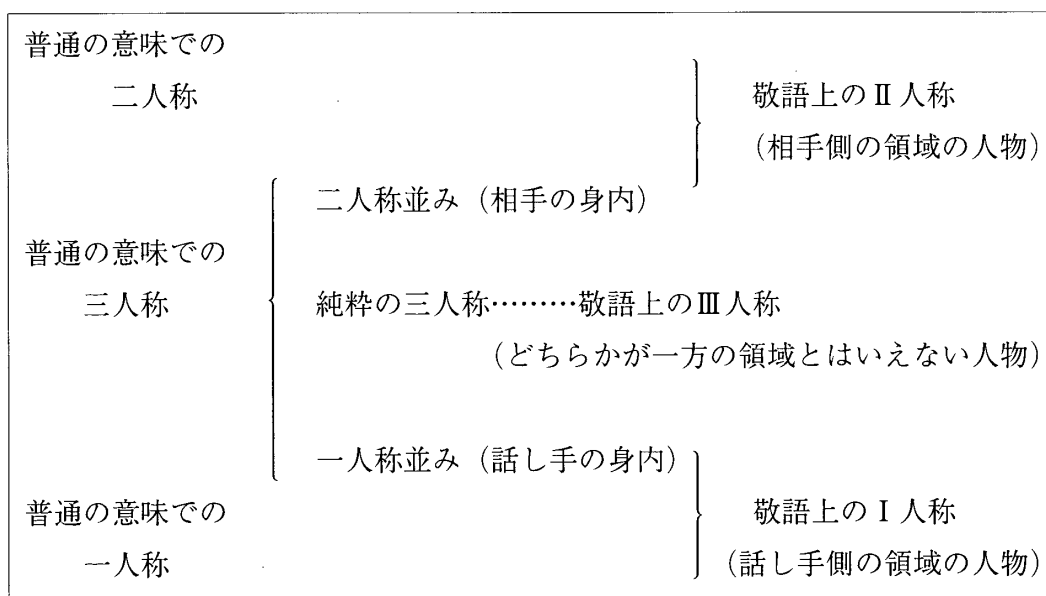 普通の意味での
二人称
敬語上のⅡ人称
(相手側の領域の人物)
二人称並み (相手の身内)
普通の意味での
三人称
純粋の三人称………敬語上のⅢ人称
(どちらかが一方の領域とはいえない人物)
一人称並み (話し手の身内)
普通の意味での
一人称
敬語上のⅠ人称
(話し手側の領域の人物)